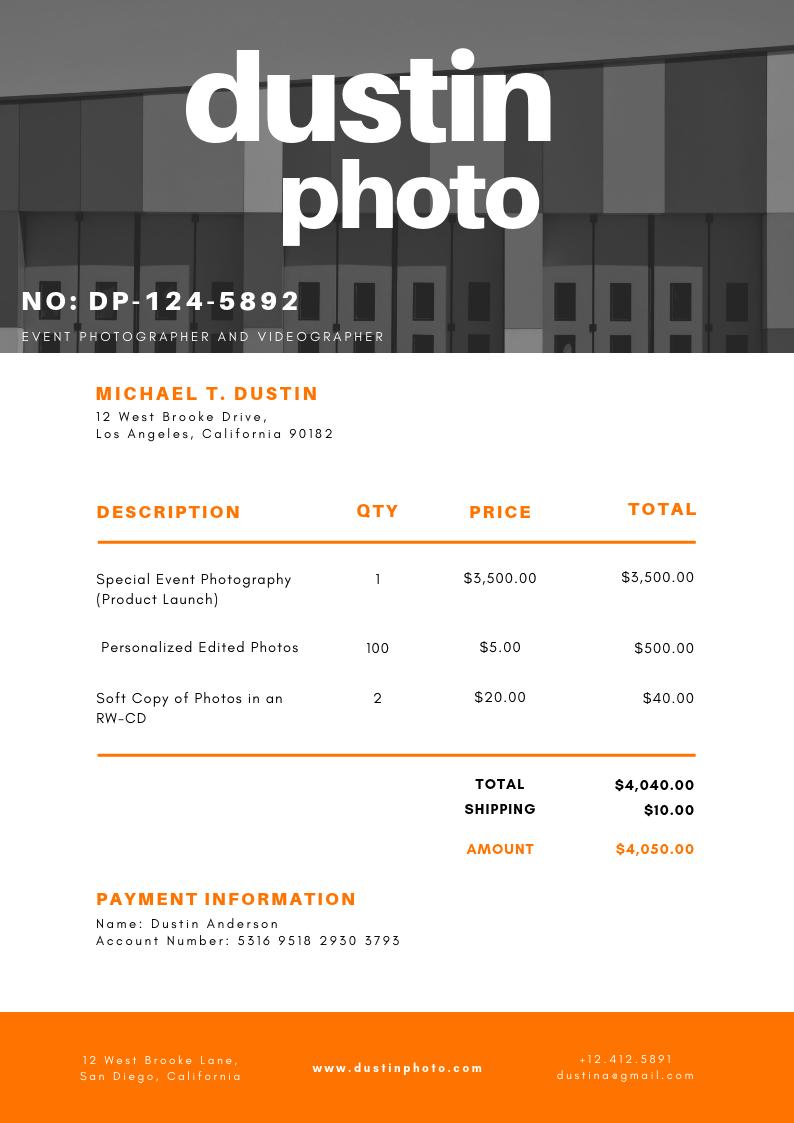 dustin
photo
NO: DP-124-5892
EVENT PHOTOGRAPHER AND VIDEOGRAPHER
MICHAEL T. DUSTIN
12 West Brooke Drive,
Los Angeles, California 90182
DESCRIPTION QTY PRICE TOTAL
Special Event Photography 1 $3,500.00 $3,500.00
(Product Launch)
Personalized Edited Photos 100 $5.00 $500.00
Soft Copy of Photos in an 2 $20.00 $40.00
RW-CD
TOTAL $4,040.00
SHIPPING $10.00
AMOUNT $4,050.00
PAYMENT INFORMATION
Name: Dustin Anderson
Account Number: 5316 9518 2930 3793
12 West Brooke Lane,
San Diego, California
www.dustinphoto.com
+12.412.5891
dustina@gmail.com